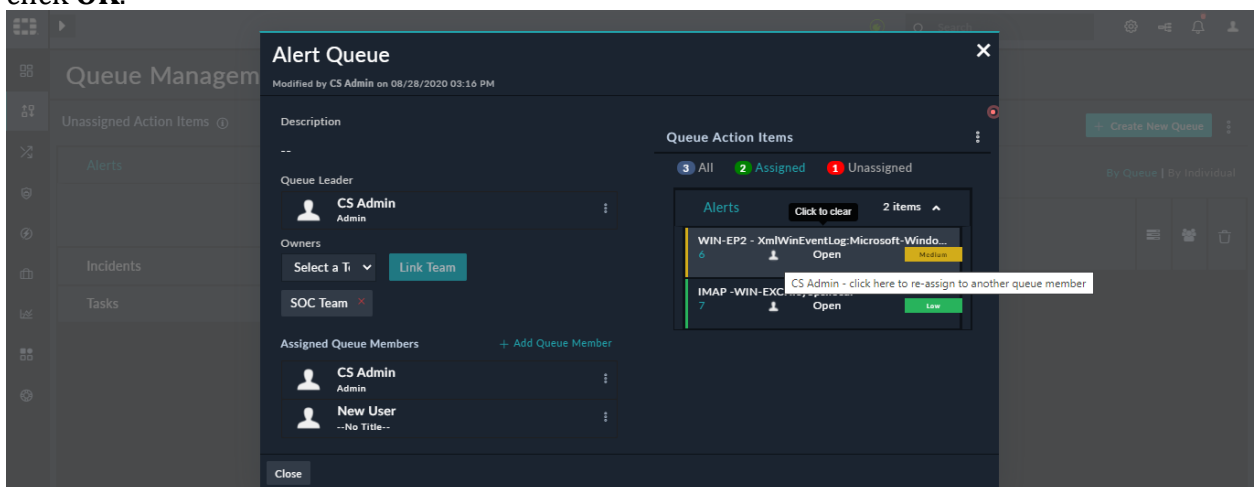 click OK.
Search
Queue Managem
Unassigned Action Items
Alerts
Incidents
Tasks
+ Create New Queue
By Queue | By Individual
Alert Queue
Modified by CS Admin on 08/28/2020 03:16 PM
Description
--
Queue Leader
CS Admin
Admin
Owners
Select a T
Link Team
SOC Team ×
Assigned Queue Members
+ Add Queue Member
CS Admin
Admin
New User
--No Title--
Close
Queue Action Items
3 All 2 Assigned 1 Unassigned
Alerts
Click to clear
2 items
WIN-EP2 - XmlWinEventLog:Microsoft-Windo...
6 Open Medium
CS Admin - click here to re-assign to another queue member
IMAP -WIN-EXC
7 Open Low